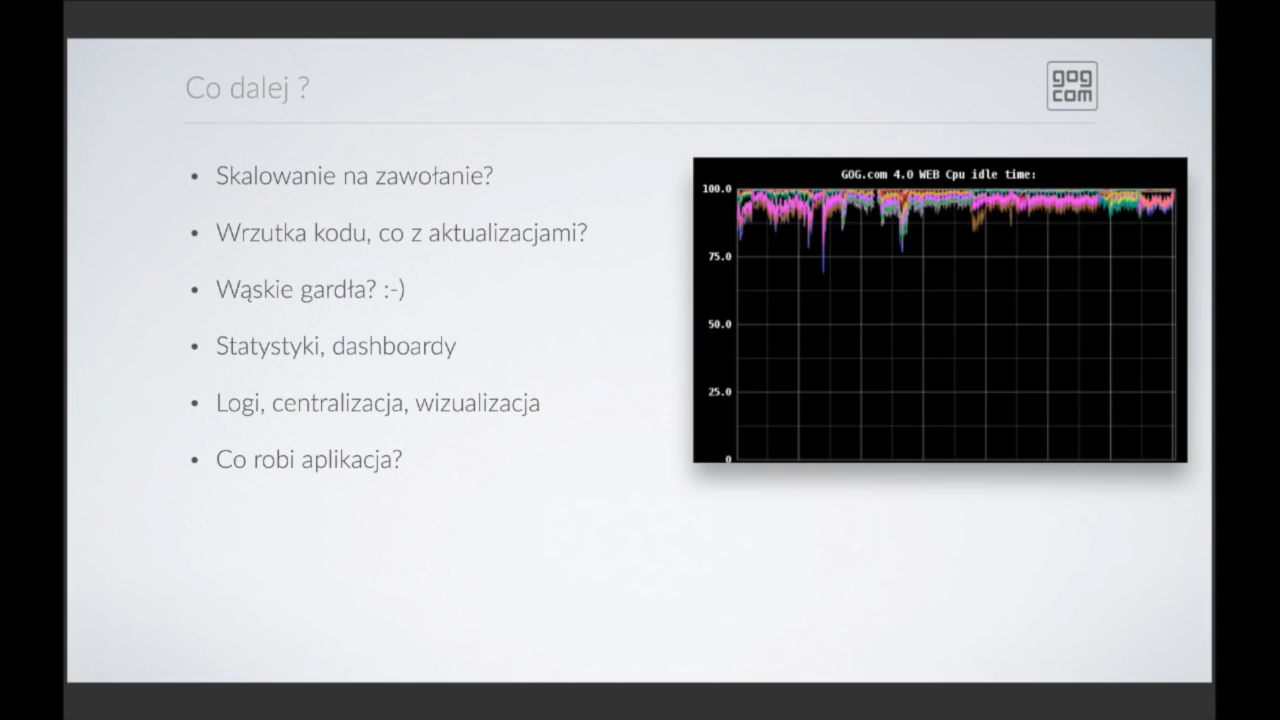 Co dalej ?
gog
com
• Skalowanie na zawołanie?
• Wrzutka kodu, co z aktualizacjami?
• Wąskie gardła? :-)
• Statystyki, dashboardy
• Logi, centralizacja, wizualizacja
• Co robi aplikacja?
GOG.com 4.0 WEB Cpu idle time:
100.0
75.0
50.0
25.0
0